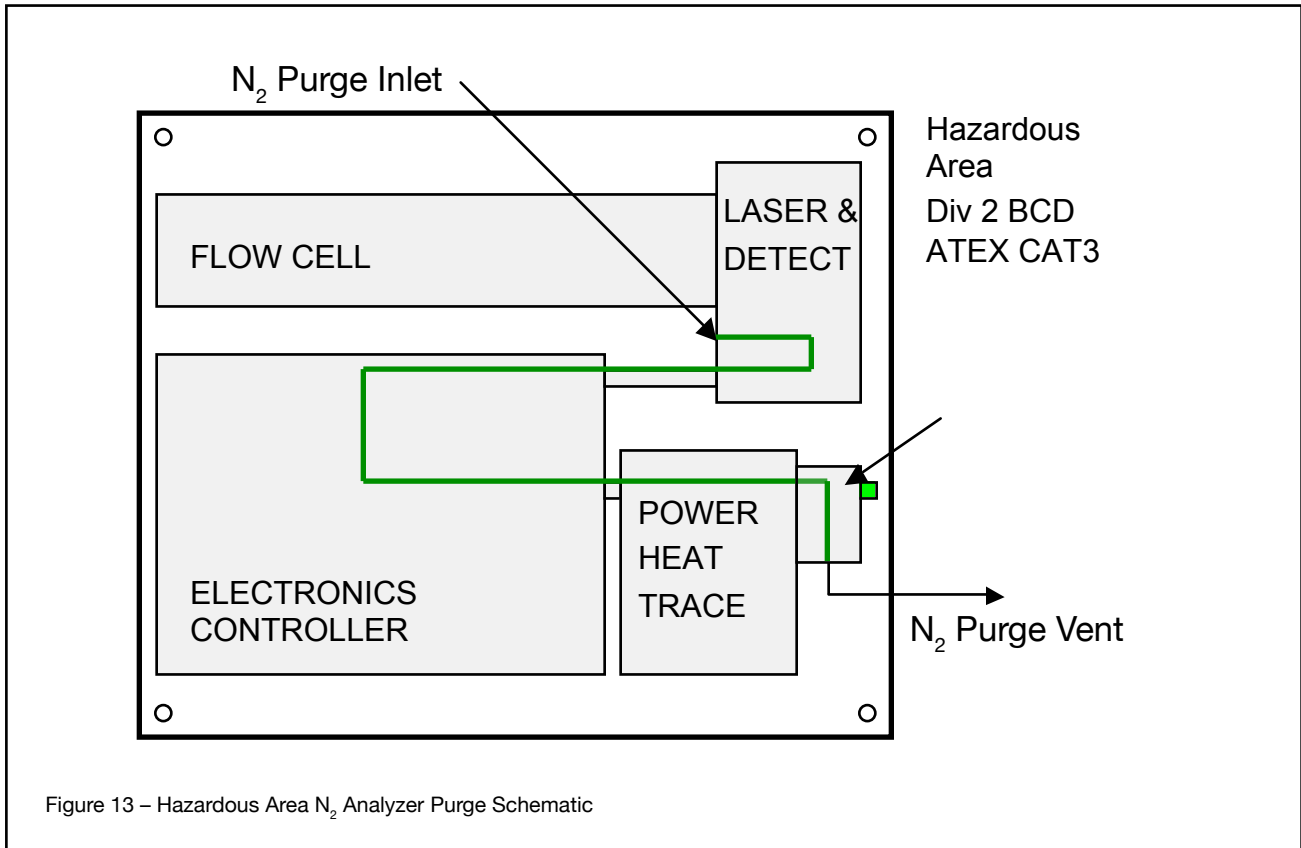 N₂ Purge Inlet
Hazardous
Area
Div 2 BCD
ATEX CAT3
LASER &
DETECT
FLOW CELL
POWER
HEAT
TRACE
ELECTRONICS
CONTROLLER
N₂ Purge Vent
Figure 13 – Hazardous Area N₂ Analyzer Purge Schematic